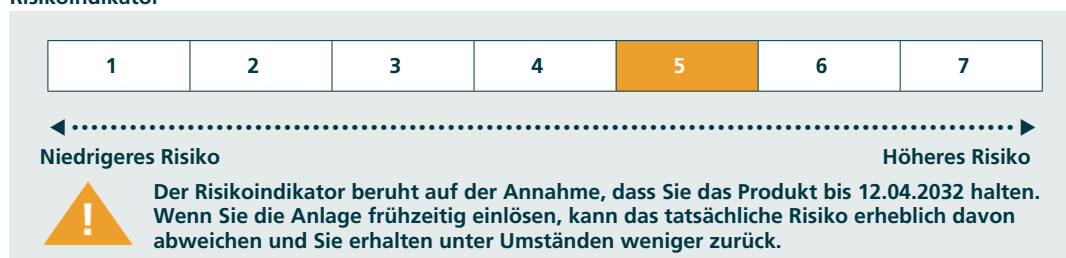 Risikoindikator
1 2 3 4 5 6 7
Niedrigeres Risiko Höheres Risiko
! Der Risikoindikator beruht auf der Annahme, dass Sie das Produkt bis 12.04.2032 halten.
Wenn Sie die Anlage frühzeitig einlösen, kann das tatsächliche Risiko erheblich davon
abweichen und Sie erhalten unter Umständen weniger zurück.